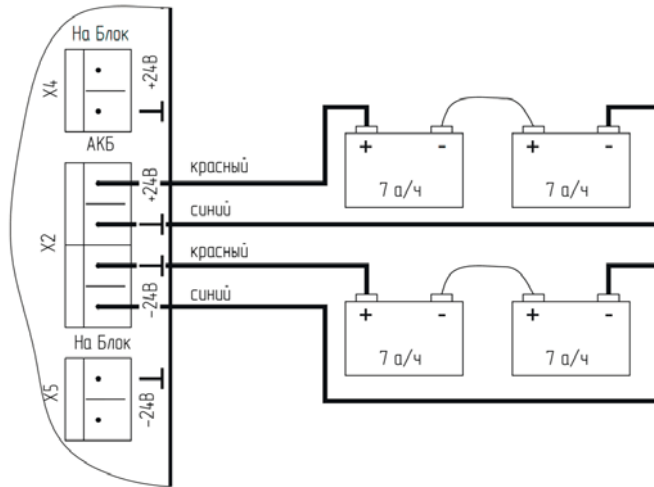 На Блок
X4
+24В
АКБ
X2
+24В
красный
синий
красный
-24В
синий
+ -
7 а/ч
+ -
7 а/ч
+ -
7 а/ч
+ -
7 а/ч
На Блок
X5
-24В